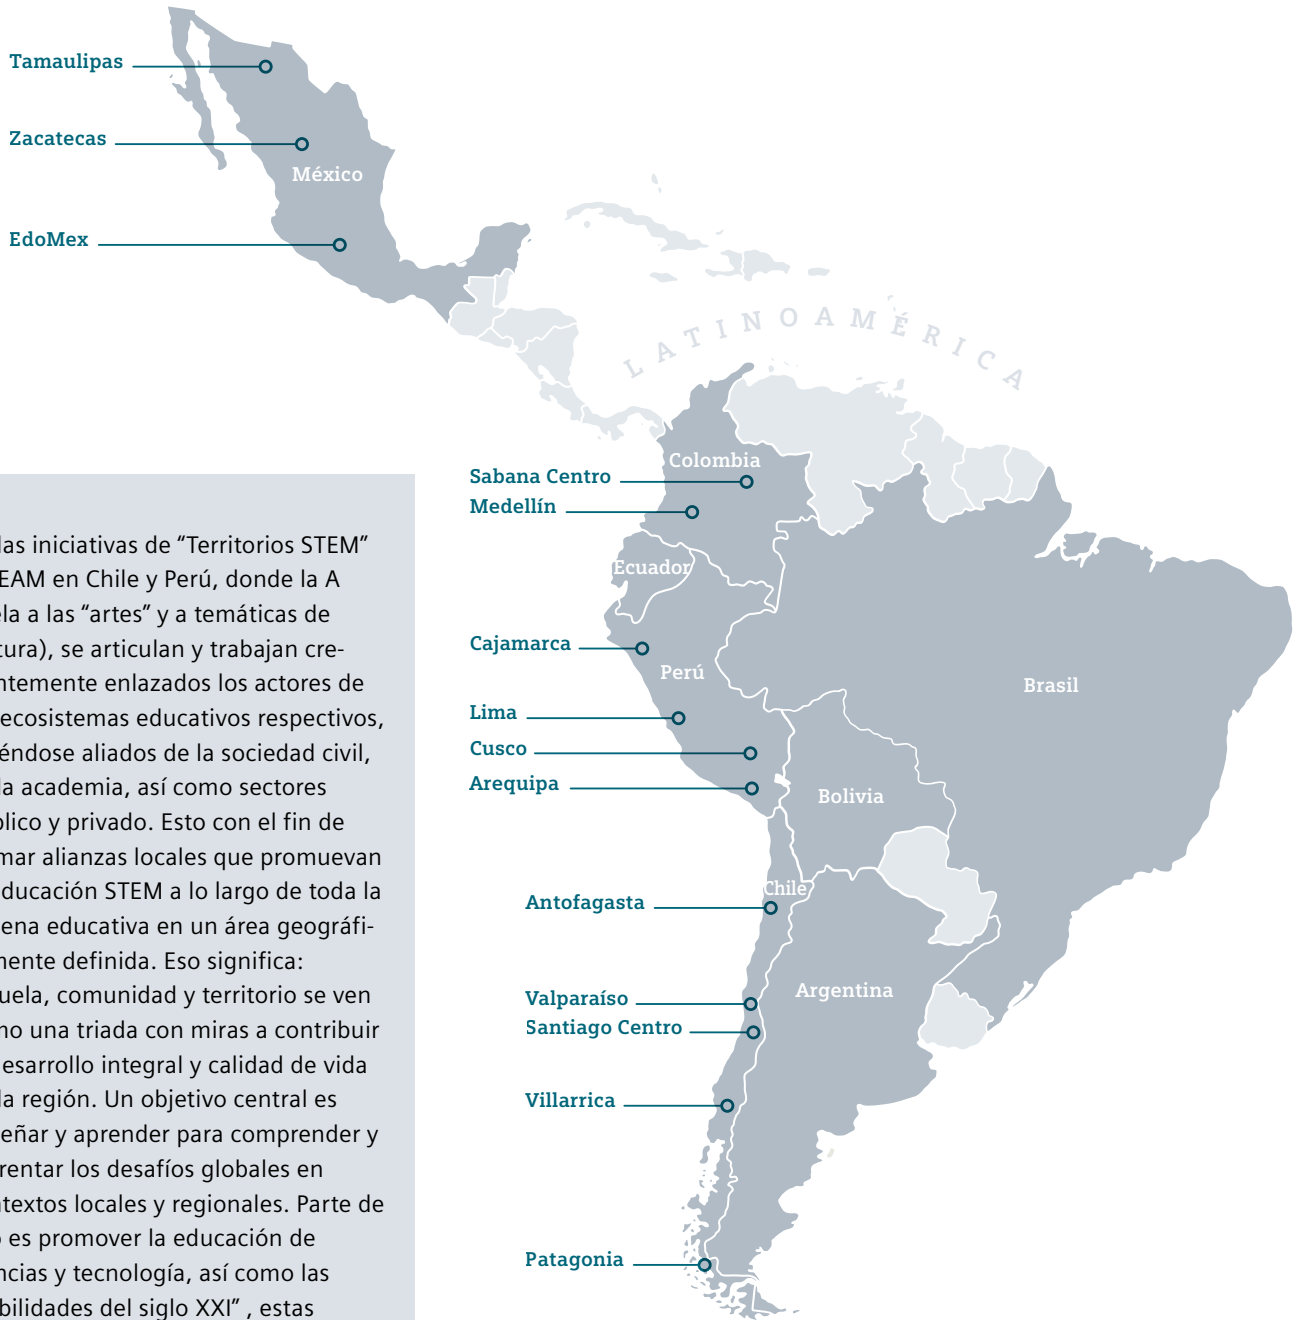 Tamaulipas
Zacatecas
México
EdoMex
LATINOAMÉRICA
Colombia
Sabana Centro
Medellín
Ecuador
Cajamarca
Perú
Brasil
Lima
Cusco
Arequipa
Bolivia
Chile
Antofagasta
Argentina
Valparaíso
Santiago Centro
Villarrica
Patagonia
las iniciativas de “Territorios STEM”
EAM en Chile y Perú, donde la A
ela a las “artes” y a temáticas de
tura), se articulan y trabajan cre-
ntemente enlazados los actores de
ecosistemas educativos respectivos,
éndose aliados de la sociedad civil,
la academia, así como sectores
blico y privado. Esto con el fin de
mar alianzas locales que promuevan
educación STEM a lo largo de toda la
ena educativa en un área geográfi-
mente definida. Eso significa:
uela, comunidad y territorio se ven
mo una triada con miras a contribuir
desarrollo integral y calidad de vida
la región. Un objetivo central es
eñar y aprender para comprender y
rentar los desafíos globales en
ntextos locales y regionales. Parte de
o es promover la educación de
ncias y tecnología, así como las
bilidades del siglo XXI” , estas